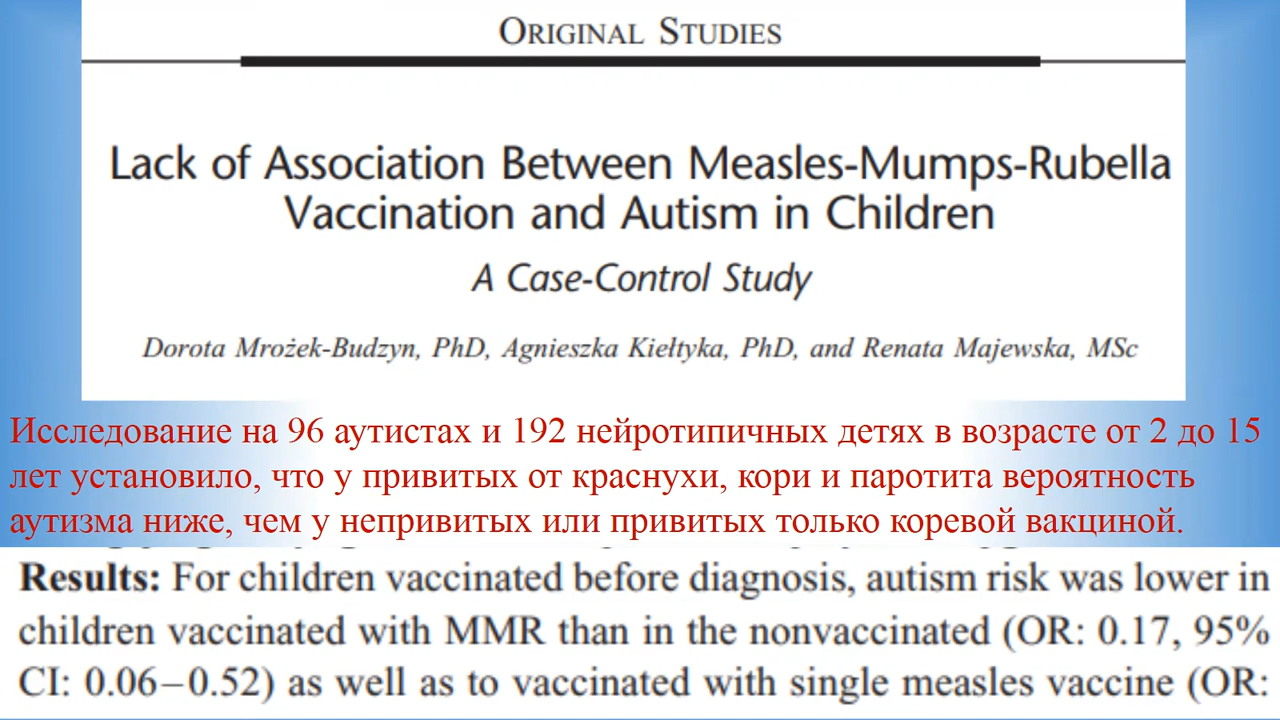 ORIGINAL STUDIES
Lack of Association Between Measles-Mumps-Rubella
Vaccination and Autism in Children
A Case-Control Study
Dorota Mrożek-Budzyn, PhD, Agnieszka Kiełtyka, PhD, and Renata Majewska, MSc
Исследование на 96 аутистах и 192 нейротипичных детях в возрасте от 2 до 15
лет установило, что у привитых от краснухи, кори и паротита вероятность
аутизма ниже, чем у непривитых или привитых только коревой вакциной.
Results: For children vaccinated before diagnosis, autism risk was lower in
children vaccinated with MMR than in the nonvaccinated (OR: 0.17, 95%
CI: 0.06–0.52) as well as to vaccinated with single measles vaccine (OR: